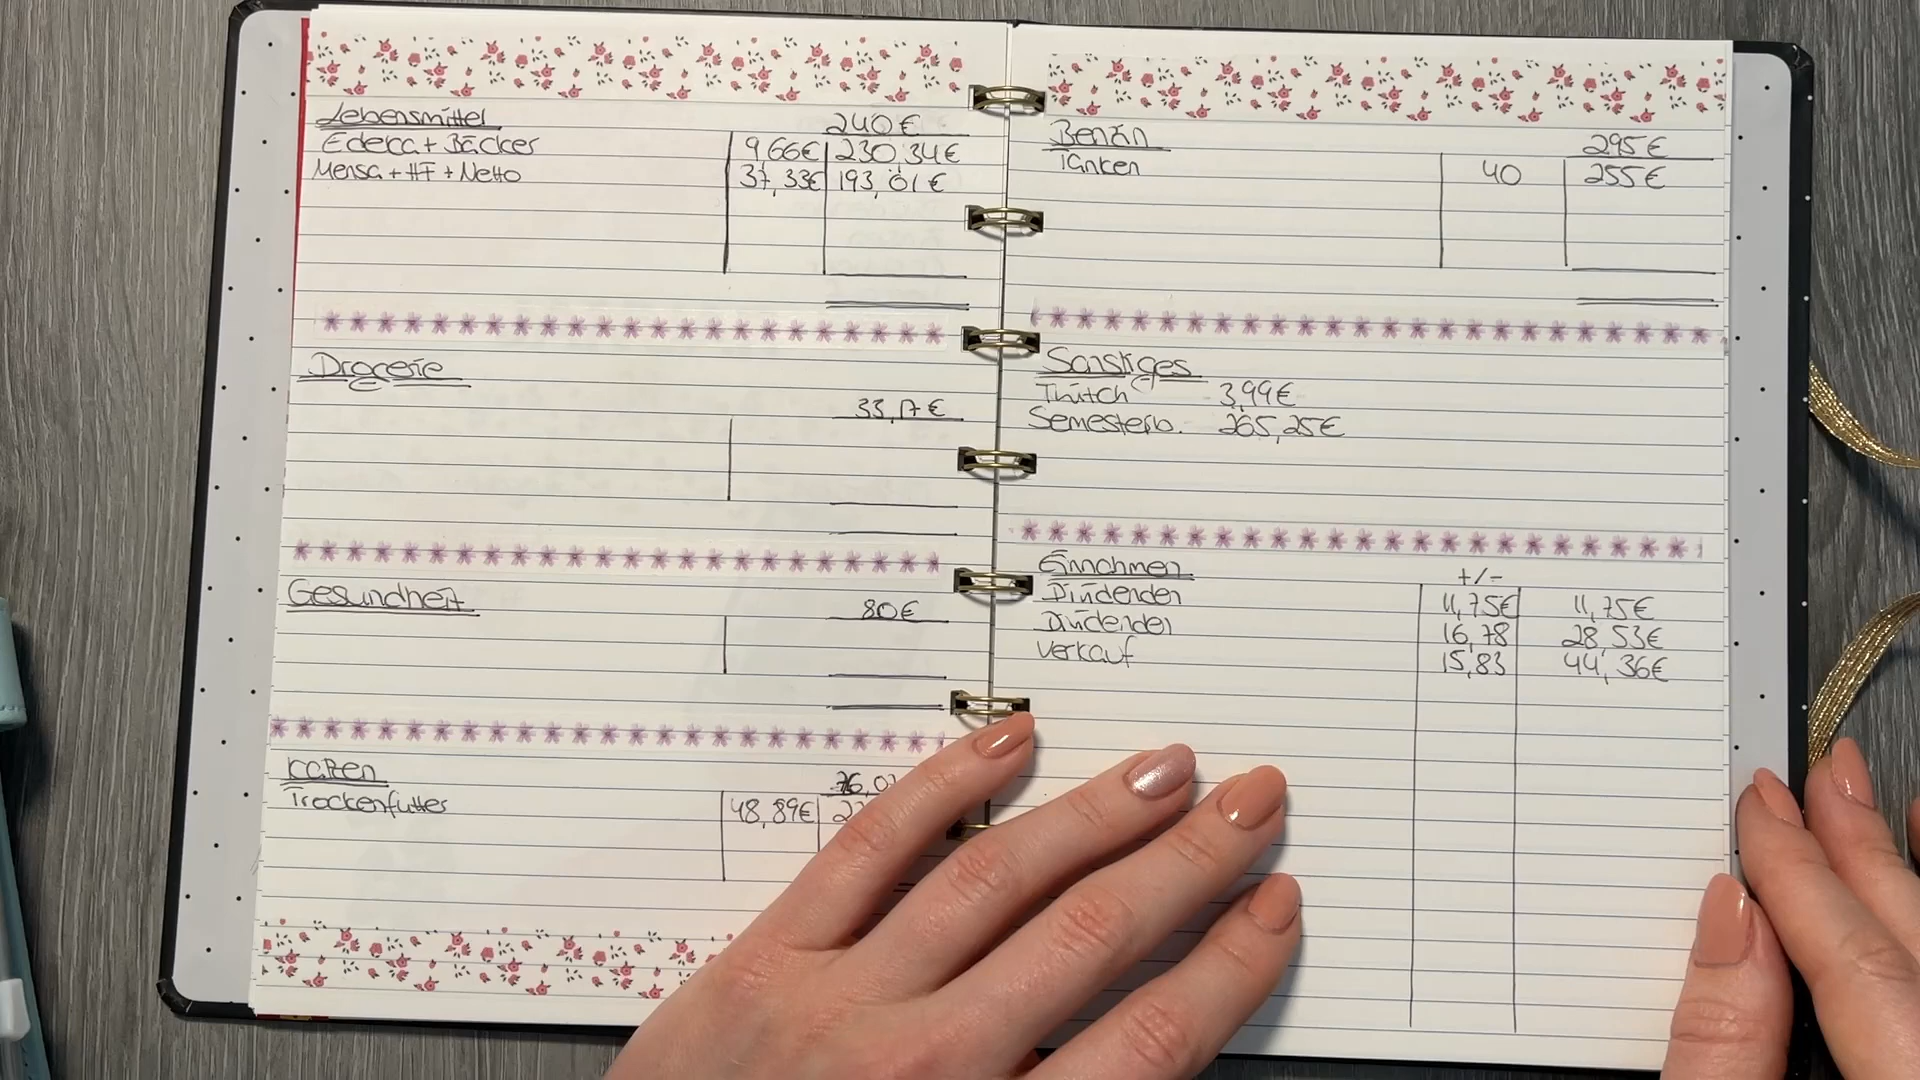 Lebensmittel 240€
Edeka + Bäcker 9,66€ 230,34€
Mensa + HF + Netto 37,33€ 193,01€
Drogerie
33,17€
Gesundheit
80€
Katzen
Trockenfutter 48,89€
Benzin 295€
Tanken 40 255€
Sonstiges
Twitch 3,99€
Semesterb. 265,25€
Einnahmen +/-
Dividenden 11,75€ 11,75€
Dividenden 16,78 28,53€
Verkauf 15,83 44,36€